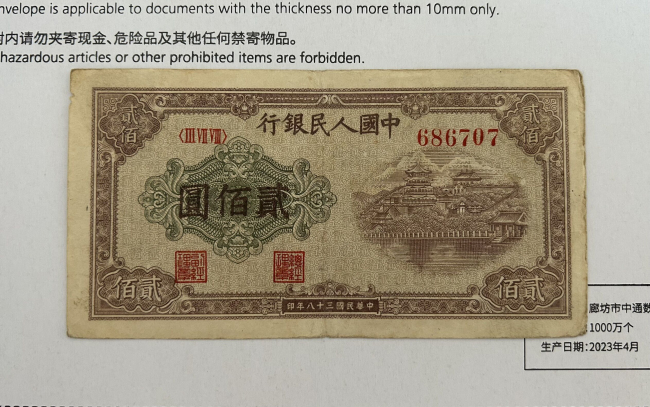 nvelope is applicable to documents with the thickness no more than 10mm only.
封内请勿夹寄现金、危险品及其他任何禁寄物品。
hazardous articles or other prohibited items are forbidden.
貳佰
貳佰
行銀民人國中
〈III VII VIII〉
686707
圓佰貳
佰貳
佰貳
印年八十三國民華中
廊坊市中通数
1000万个
生产日期:2023年4月